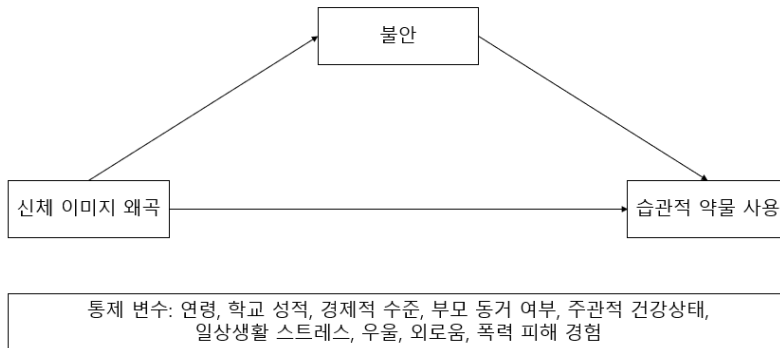 불안
신체 이미지 왜곡
습관적 약물 사용
통제 변수: 연령, 학교 성적, 경제적 수준, 부모 동거 여부, 주관적 건강상태,
일상생활 스트레스, 우울, 외로움, 폭력 피해 경험